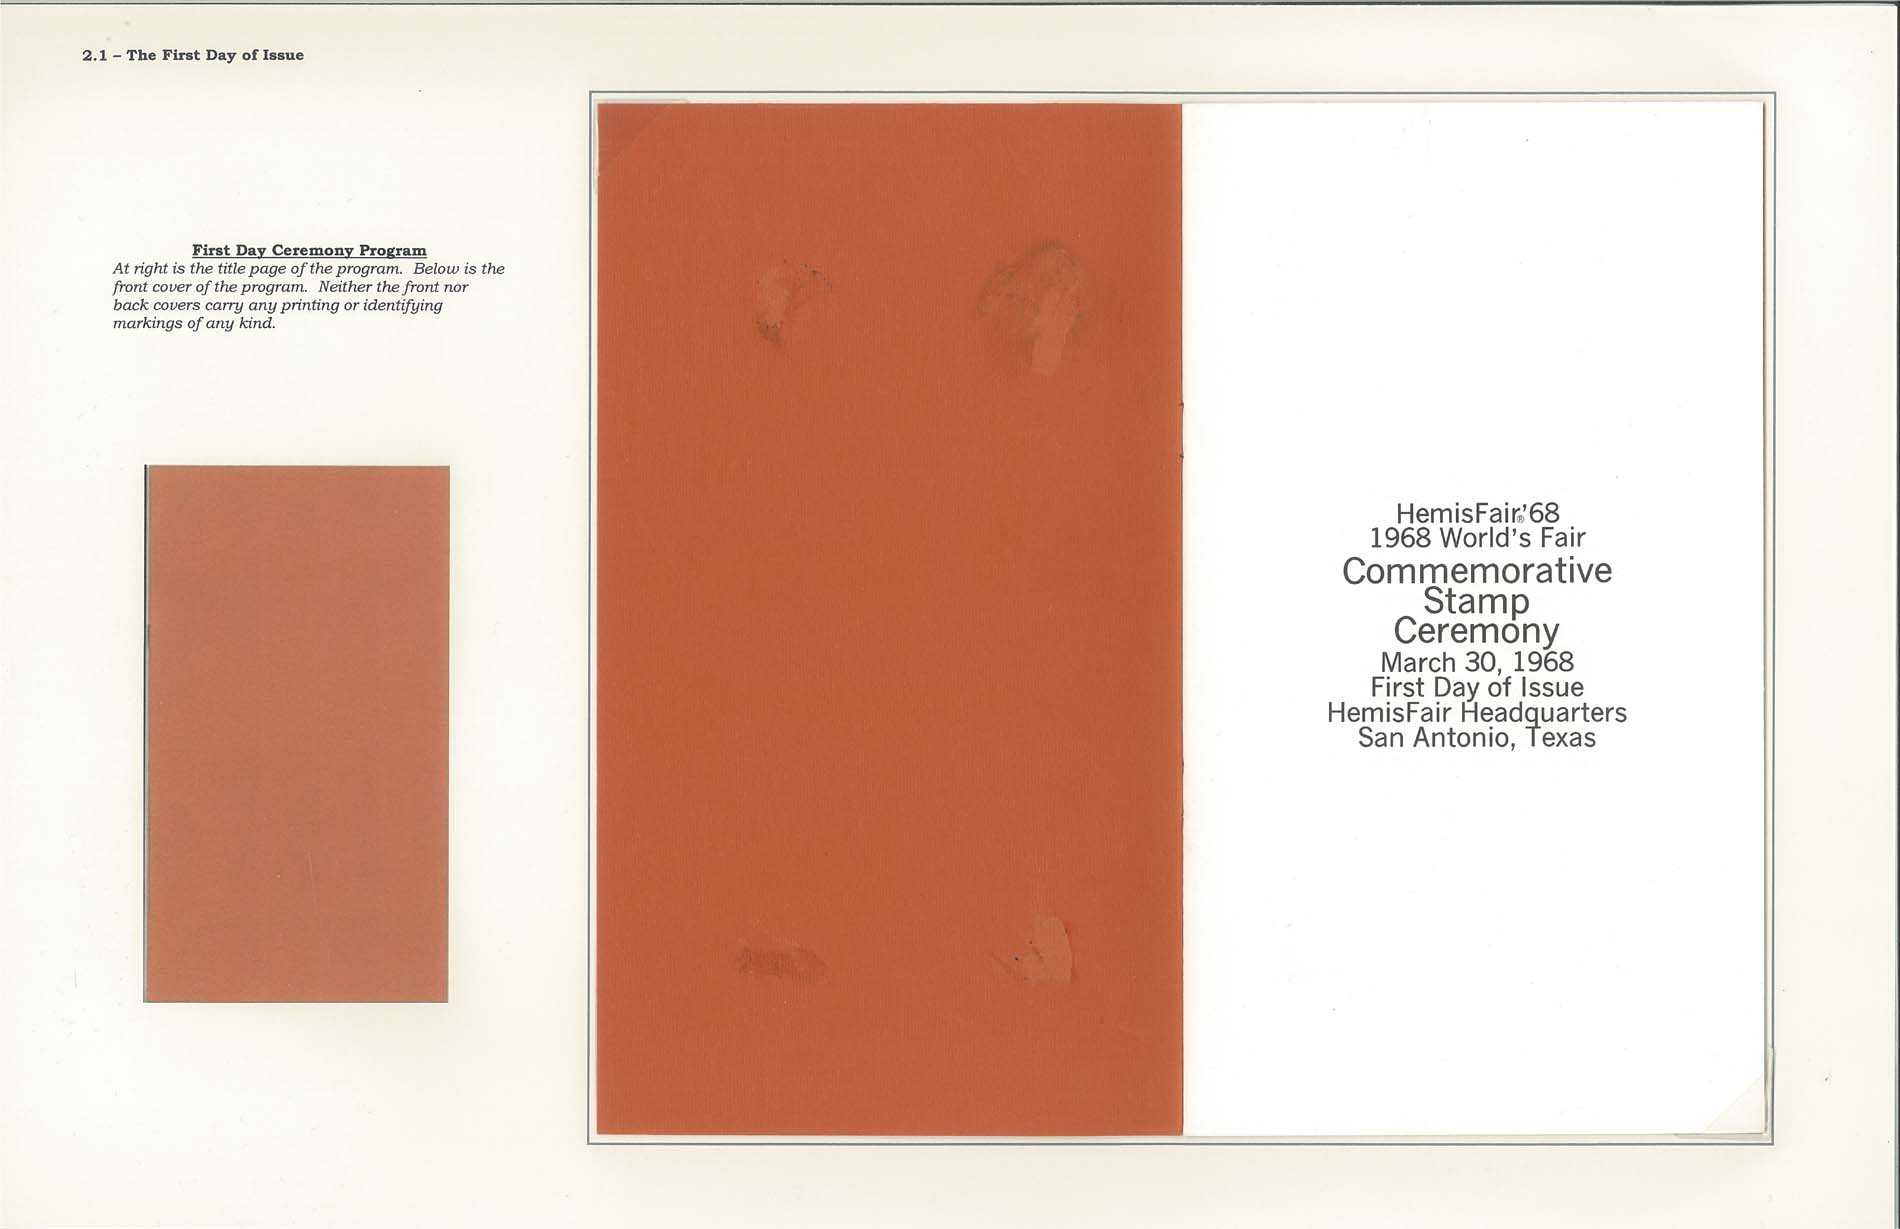 2.1 – The First Day of Issue
First Day Ceremony Program
At right is the title page of the program. Below is the
front cover of the program. Neither the front nor
back covers carry any printing or identifying
markings of any kind.
HemisFair®'68
1968 World's Fair
Commemorative
Stamp
Ceremony
March 30, 1968
First Day of Issue
HemisFair Headquarters
San Antonio, Texas